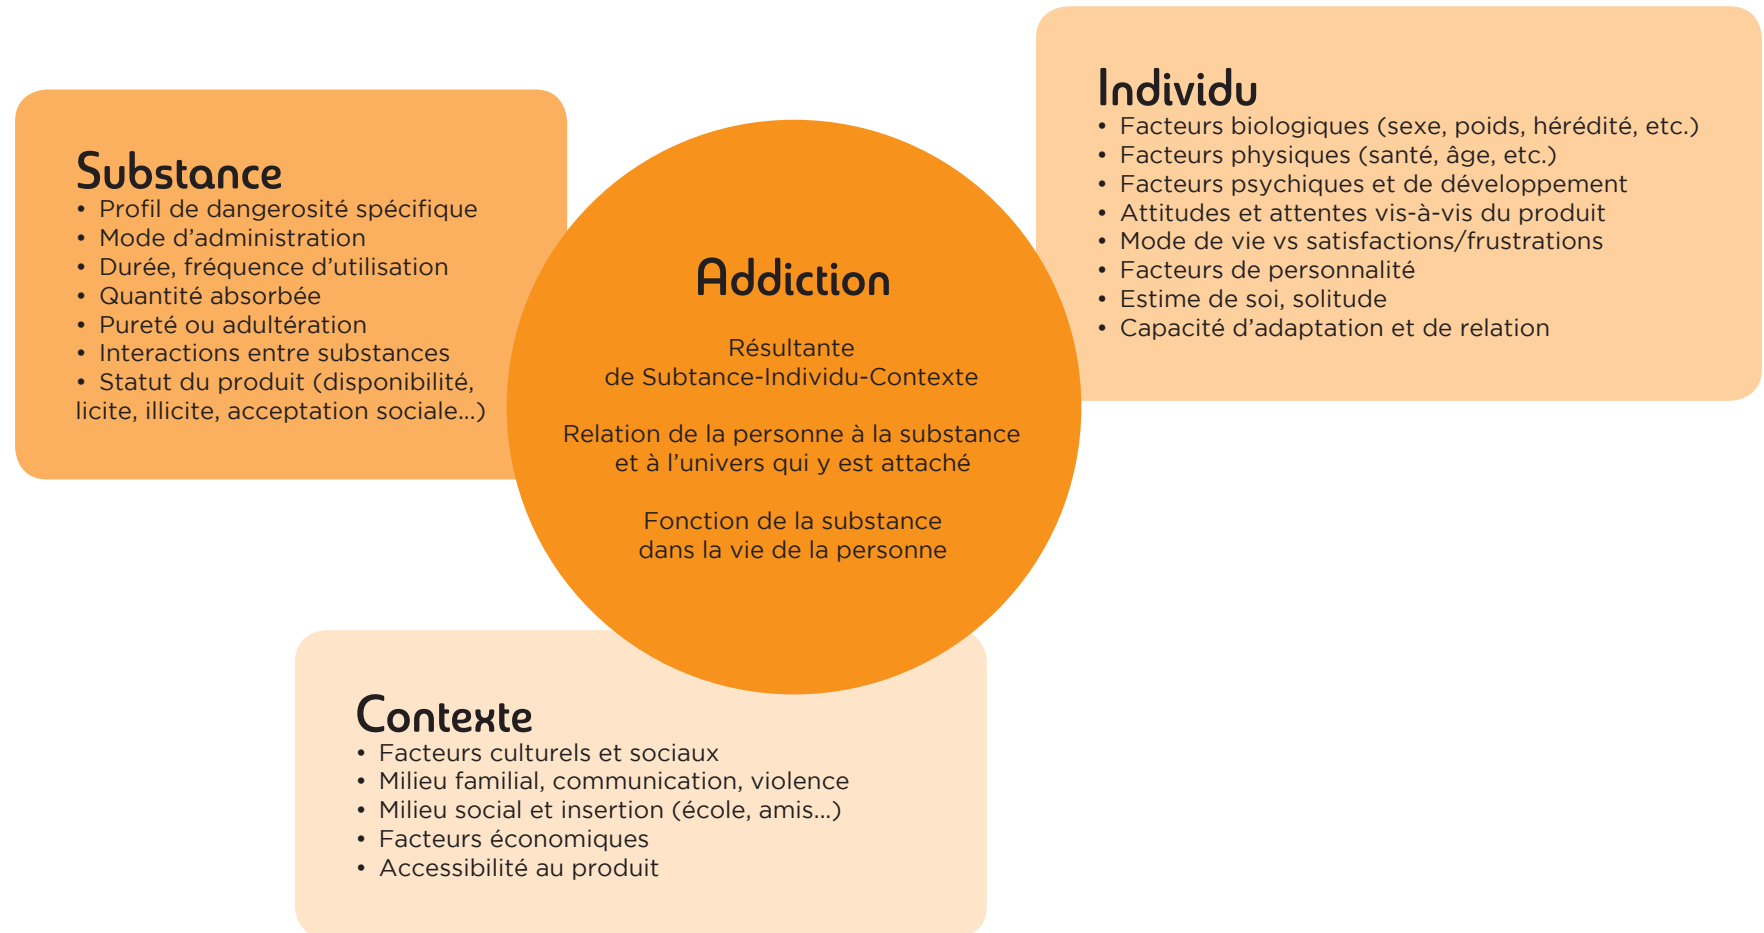 Substance
• Profil de dangerosité spécifique
• Mode d’administration
• Durée, fréquence d’utilisation
• Quantité absorbée
• Pureté ou adultération
• Interactions entre substances
• Statut du produit (disponibilité,
licite, illicite, acceptation sociale...)
Addiction
Résultante
de Subtance-Individu-Contexte
Relation de la personne à la substance
et à l’univers qui y est attaché
Fonction de la substance
dans la vie de la personne
Individu
• Facteurs biologiques (sexe, poids, hérédité, etc.)
• Facteurs physiques (santé, âge, etc.)
• Facteurs psychiques et de développement
• Attitudes et attentes vis-à-vis du produit
• Mode de vie vs satisfactions/frustrations
• Facteurs de personnalité
• Estime de soi, solitude
• Capacité d’adaptation et de relation
Contexte
• Facteurs culturels et sociaux
• Milieu familial, communication, violence
• Milieu social et insertion (école, amis...)
• Facteurs économiques
• Accessibilité au produit